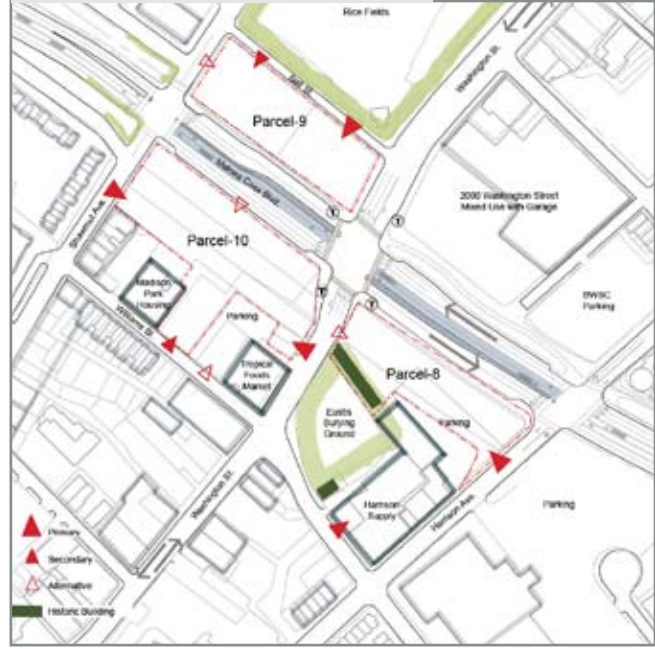 Rice Fields
Washington St.
Ball St.
Parcel-9
Melnea Cass Blvd
T
T
2000 Washington Street
Mixed-Use with Garage
Shawmut Ave.
Parcel-10
Madison
Park
Housing
Parking
T
T
BWSC
Parking
Williams St.
Tropical
Foods
Market
Parcel-8
Eustis
Burying
Ground
Parking
Washington St.
Harrison
Supply
Harrison Ave.
Parking
Primary
Secondary
Alternative
Historic Building